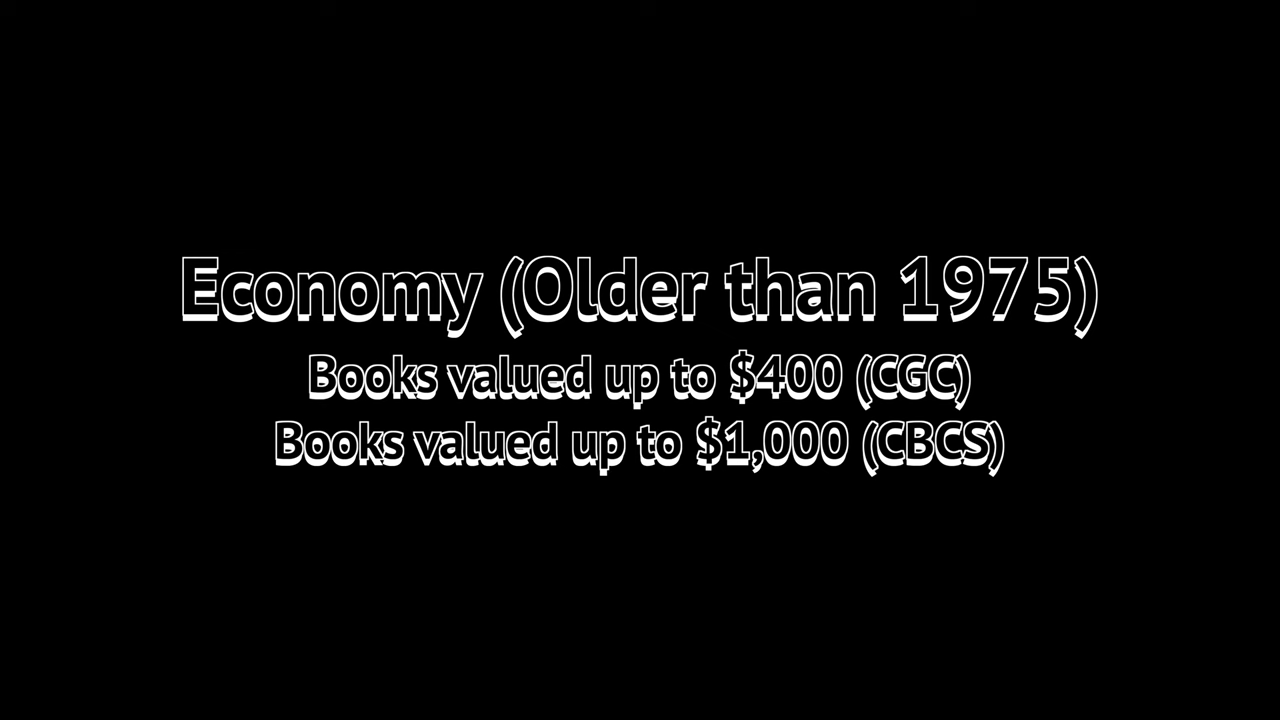 Economy (Older than 1975)
Books valued up to $400 (CGC)
Books valued up to $1,000 (CBCS)